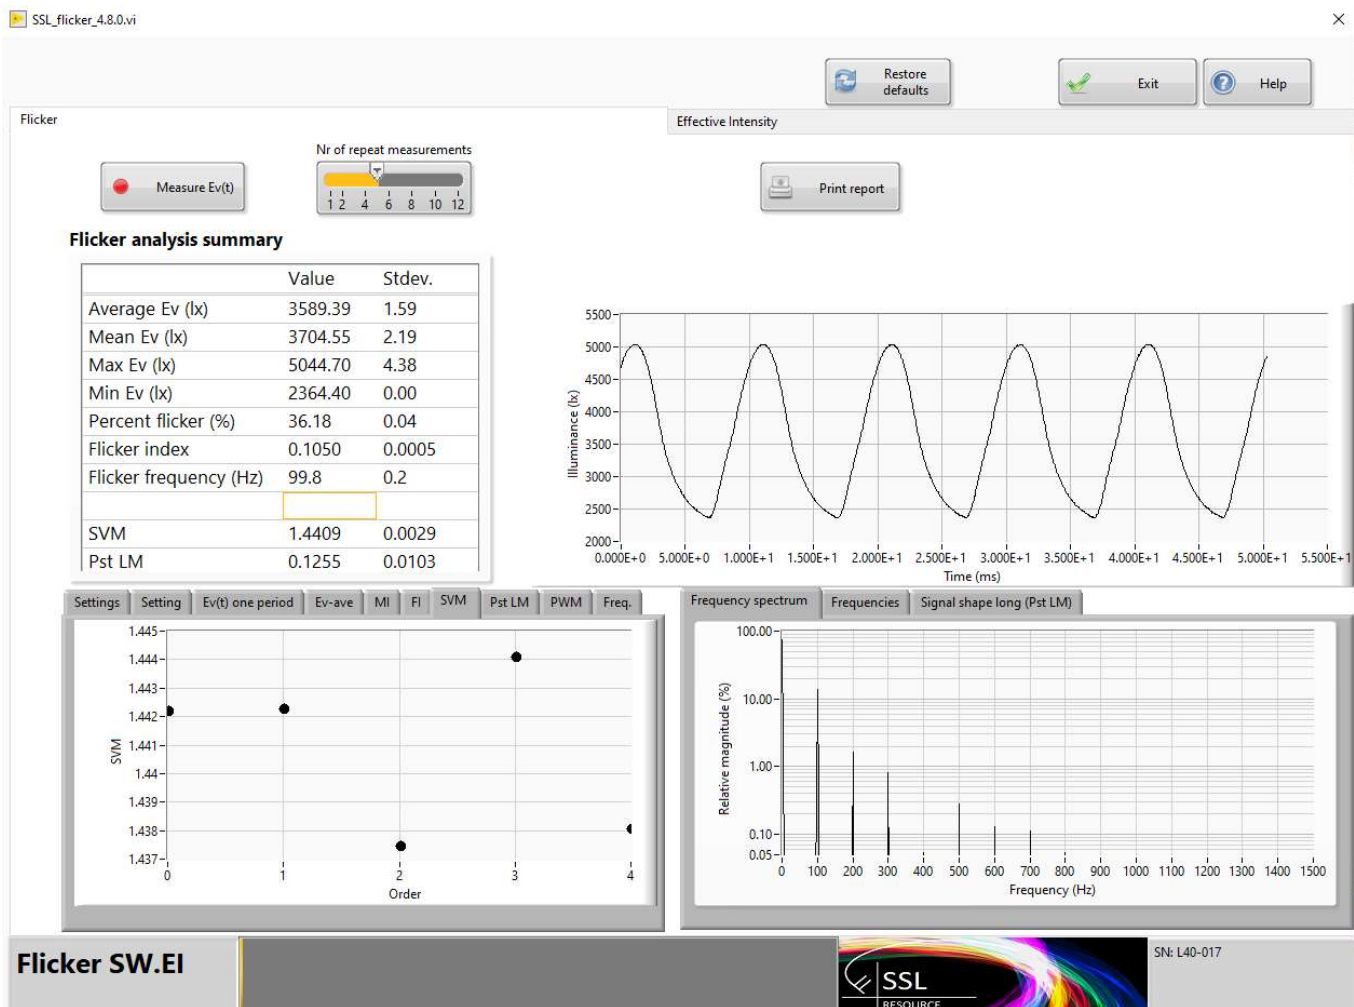 SSL_flicker_4.8.0.vi
Restore
defaults
Exit
Help
Flicker
Effective Intensity
Measure Ev(t)
Nr of repeat measurements
1 2 4 6 8 10 12
Print report
Flicker analysis summary
Value Stdev.
Average Ev (lx) 3589.39 1.59
Mean Ev (lx) 3704.55 2.19
Max Ev (lx) 5044.70 4.38
Min Ev (lx) 2364.40 0.00
Percent flicker (%) 36.18 0.04
Flicker index 0.1050 0.0005
Flicker frequency (Hz) 99.8 0.2
SVM 1.4409 0.0029
Pst LM 0.1255 0.0103
Illuminance (lx)
5500
5000
4500
4000
3500
3000
2500
2000
0.000E+0 5.000E+0 1.000E+1 1.500E+1 2.000E+1 2.500E+1 3.000E+1 3.500E+1 4.000E+1 4.500E+1 5.000E+1 5.500E+1
Time (ms)
Settings Setting Ev(t) one period Ev-ave MI FI SVM Pst LM PWM Freq.
SVM
1.445
1.444
1.443
1.442
1.441
1.44
1.439
1.438
1.437
0 1 2 3 4
Order
Frequency spectrum Frequencies Signal shape long (Pst LM)
Relative magnitude (%)
100.00
10.00
1.00
0.10
0.05
0 100 200 300 400 500 600 700 800 900 1000 1100 1200 1300 1400 1500
Frequency (Hz)
Flicker SW.EI
SSL
RESOURCE
SN: L40-017